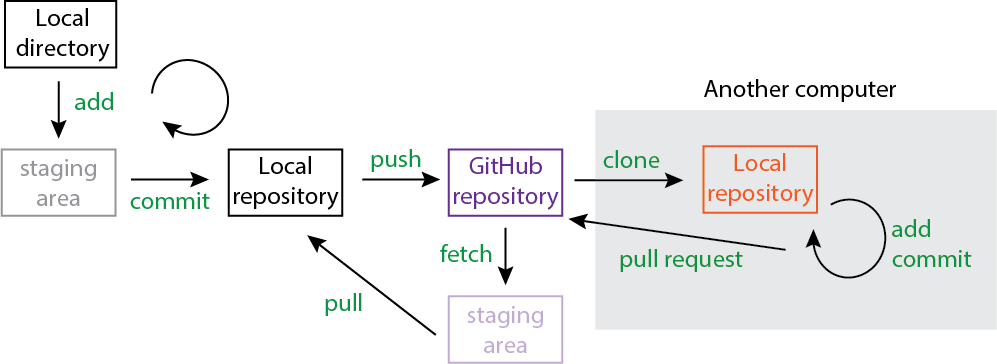 Local
directory
add
Another computer
staging
area
commit
Local
repository
push
GitHub
repository
clone
Local
repository
fetch
pull request
add
commit
pull
staging
area